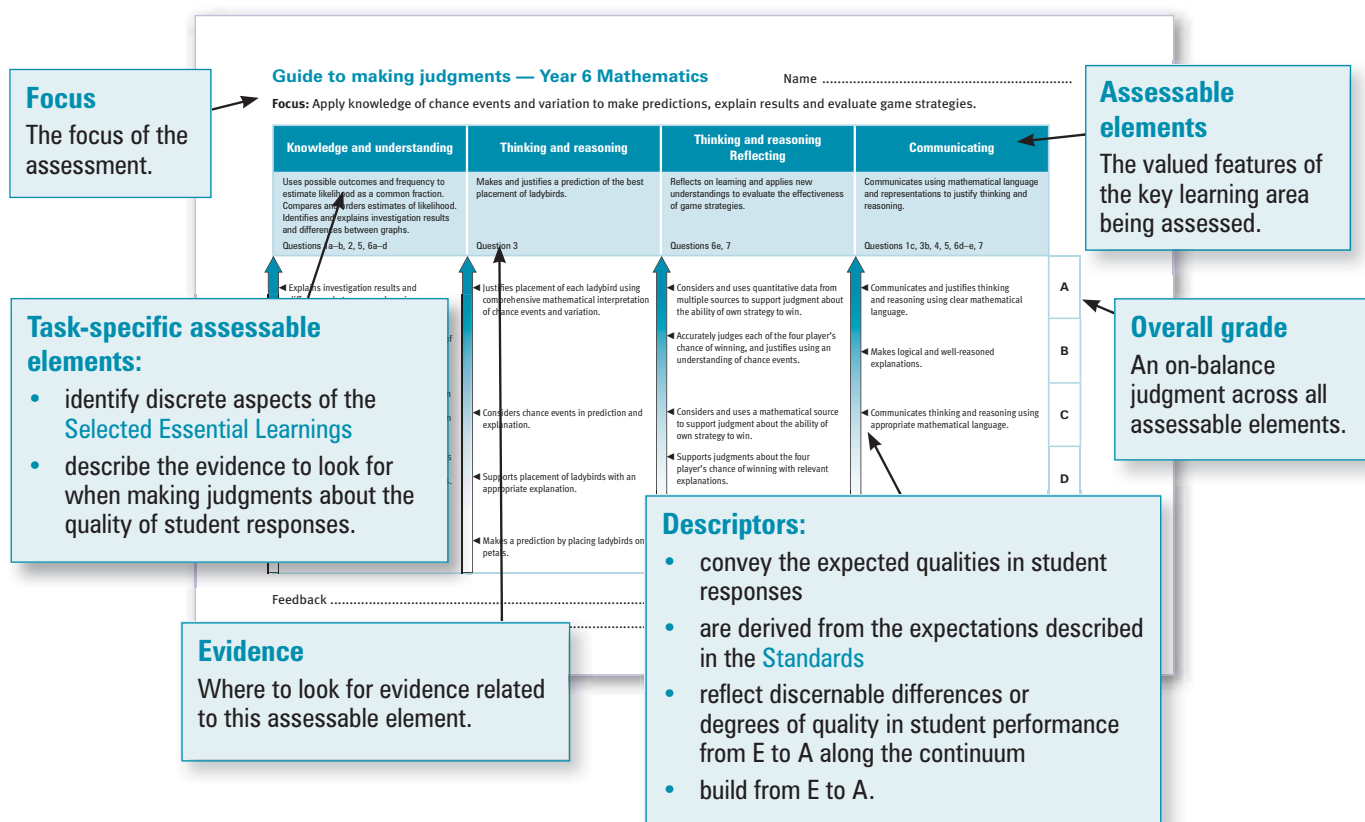 Guide to making judgments — Year 6 Mathematics
Name ................................................................
Focus: Apply knowledge of chance events and variation to make predictions, explain results and evaluate game strategies.
Focus
The focus of the
assessment.
Assessable
elements
The valued features of
the key learning area
being assessed.
Knowledge and understanding
Thinking and reasoning
Thinking and reasoning
Reflecting
Communicating
Uses possible outcomes and frequency to
estimate likelihood as a common fraction.
Compares and orders estimates of likelihood.
Identifies and explains investigation results
and differences between graphs.
Questions 1a–b, 2, 5, 6a–d
Makes and justifies a prediction of the best
placement of ladybirds.
Question 3
Reflects on learning and applies new
understandings to evaluate the effectiveness
of game strategies.
Questions 6e, 7
Communicates using mathematical language
and representations to justify thinking and
reasoning.
Questions 1c, 3b, 4, 5, 6d–e, 7
Explains investigation results and
Justifies placement of each ladybird using
comprehensive mathematical interpretation
of chance events and variation.
Considers chance events in prediction and
explanation.
Supports placement of ladybirds with an
appropriate explanation.
Makes a prediction by placing ladybirds on
petals.
Considers and uses quantitative data from
multiple sources to support judgment about
the ability of own strategy to win.
Accurately judges each of the four player's
chance of winning, and justifies using an
understanding of chance events.
Considers and uses a mathematical source
to support judgment about the ability of
own strategy to win.
Supports judgments about the four
player's chance of winning with relevant
explanations.
Communicates and justifies thinking
and reasoning using clear mathematical
language.
Makes logical and well-reasoned
explanations.
Communicates thinking and reasoning using
appropriate mathematical language.
A
B
C
D
Overall grade
An on-balance
judgment across all
assessable elements.
Task-specific assessable
elements:
• identify discrete aspects of the
Selected Essential Learnings
• describe the evidence to look for
when making judgments about the
quality of student responses.
Descriptors:
• convey the expected qualities in student
responses
• are derived from the expectations described
in the Standards
• reflect discernable differences or
degrees of quality in student performance
from E to A along the continuum
• build from E to A.
Feedback ................................................................
Evidence
Where to look for evidence related
to this assessable element.